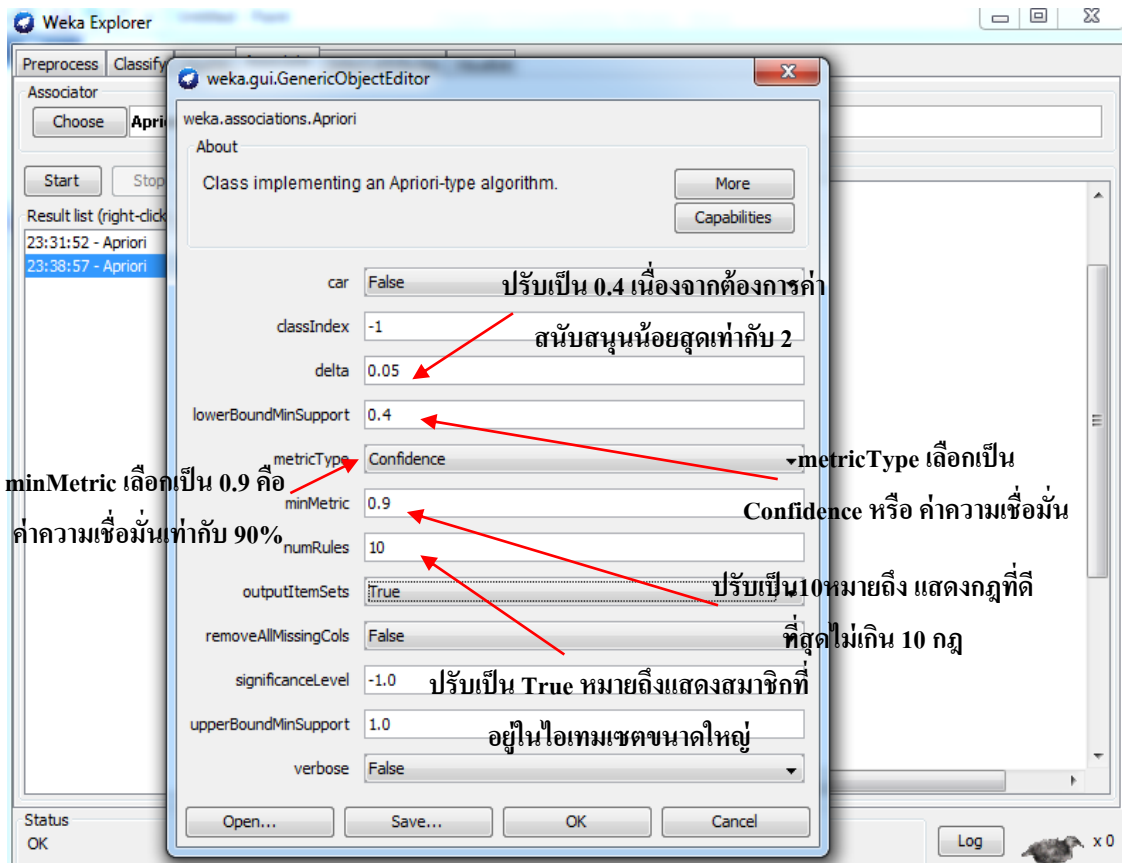 Weka Explorer
Preprocess Classify
weka.gui.GenericObjectEditor
Associator
Choose Apri
weka.associations.Apriori
About
Class implementing an Apriori-type algorithm.
More
Capabilities
Start Stop
Result list (right-click
23:31:52 - Apriori
23:38:57 - Apriori
car False
ปรับเป็น 0.4 เนื่องจากต้องการค่า
สนับสนุนน้อยสุดเท่ากับ 2
classIndex -1
delta 0.05
lowerBoundMinSupport 0.4
metricType Confidence
metricType เลือกเป็น
Confidence หรือ ค่าความเชื่อมั่น
minMetric เลือกเป็น 0.9 คือ
ค่าความเชื่อมั่นเท่ากับ 90%
minMetric 0.9
numRules 10
ปรับเป็น10หมายถึง แสดงกฎที่ดี
ที่สุดไม่เกิน 10 กฎ
outputItemSets True
removeAllMissingCols False
significanceLevel -1.0
ปรับเป็น True หมายถึงแสดงสมาชิกที่
อยู่ในไอเทมเซตขนาดใหญ่
upperBoundMinSupport 1.0
verbose False
Open... Save... OK Cancel
Status
OK
Log x 0